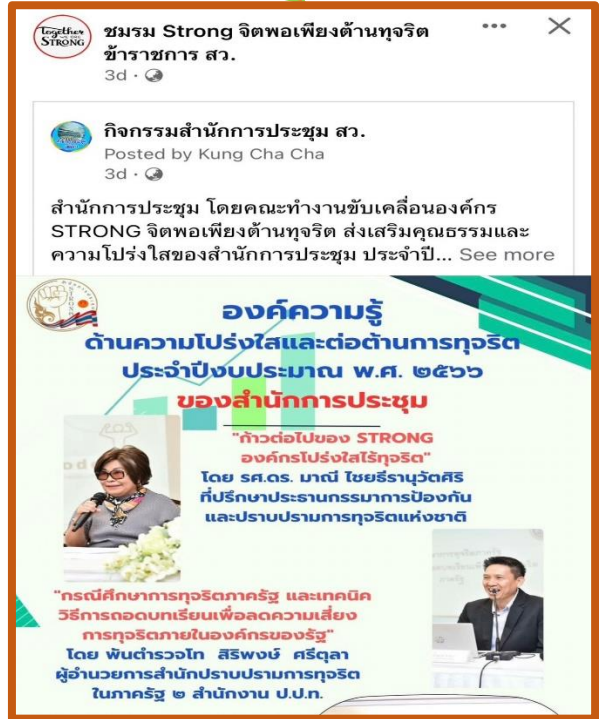 Together
WE ARE
STRONG
ชมรม Strong จิตพอเพียงต้านทุจริต
ข้าราชการ สว.
3d
กิจกรรมสำนักการประชุม สว.
Posted by Kung Cha Cha
3d
สำนักการประชุม โดยคณะทำงานขับเคลื่อนองค์กร
STRONG จิตพอเพียงต้านทุจริต ส่งเสริมคุณธรรมและ
ความโปร่งใสของสำนักการประชุม ประจำปี... See more
องค์ความรู้
ด้านความโปร่งใสและต่อต้านการทุจริต
ประจำปีงบประมาณ พ.ศ. ๒๕๖๖
ของสำนักการประชุม
"ก้าวต่อไปของ STRONG
องค์กรโปร่งใสไร้ทุจริต"
โดย รศ.ดร. มาณี ไชยธีรานุวัตศิริ
ที่ปรึกษาประธานกรรมาการป้องกัน
และปราบปรามการทุจริตแห่งชาติ
"กรณีศึกษาการทุจริตภาครัฐ และเทคนิค
วิธีการถอดบทเรียนเพื่อลดความเสี่ยง
การทุจริตภายในองค์กรของรัฐ"
โดย พันตำรวจโท สิริพงษ์ ศรีตุลา
ผู้อำนวยการสำนักปราบปรามการทุจริต
ในภาครัฐ ๒ สำนักงาน ป.ป.ท.